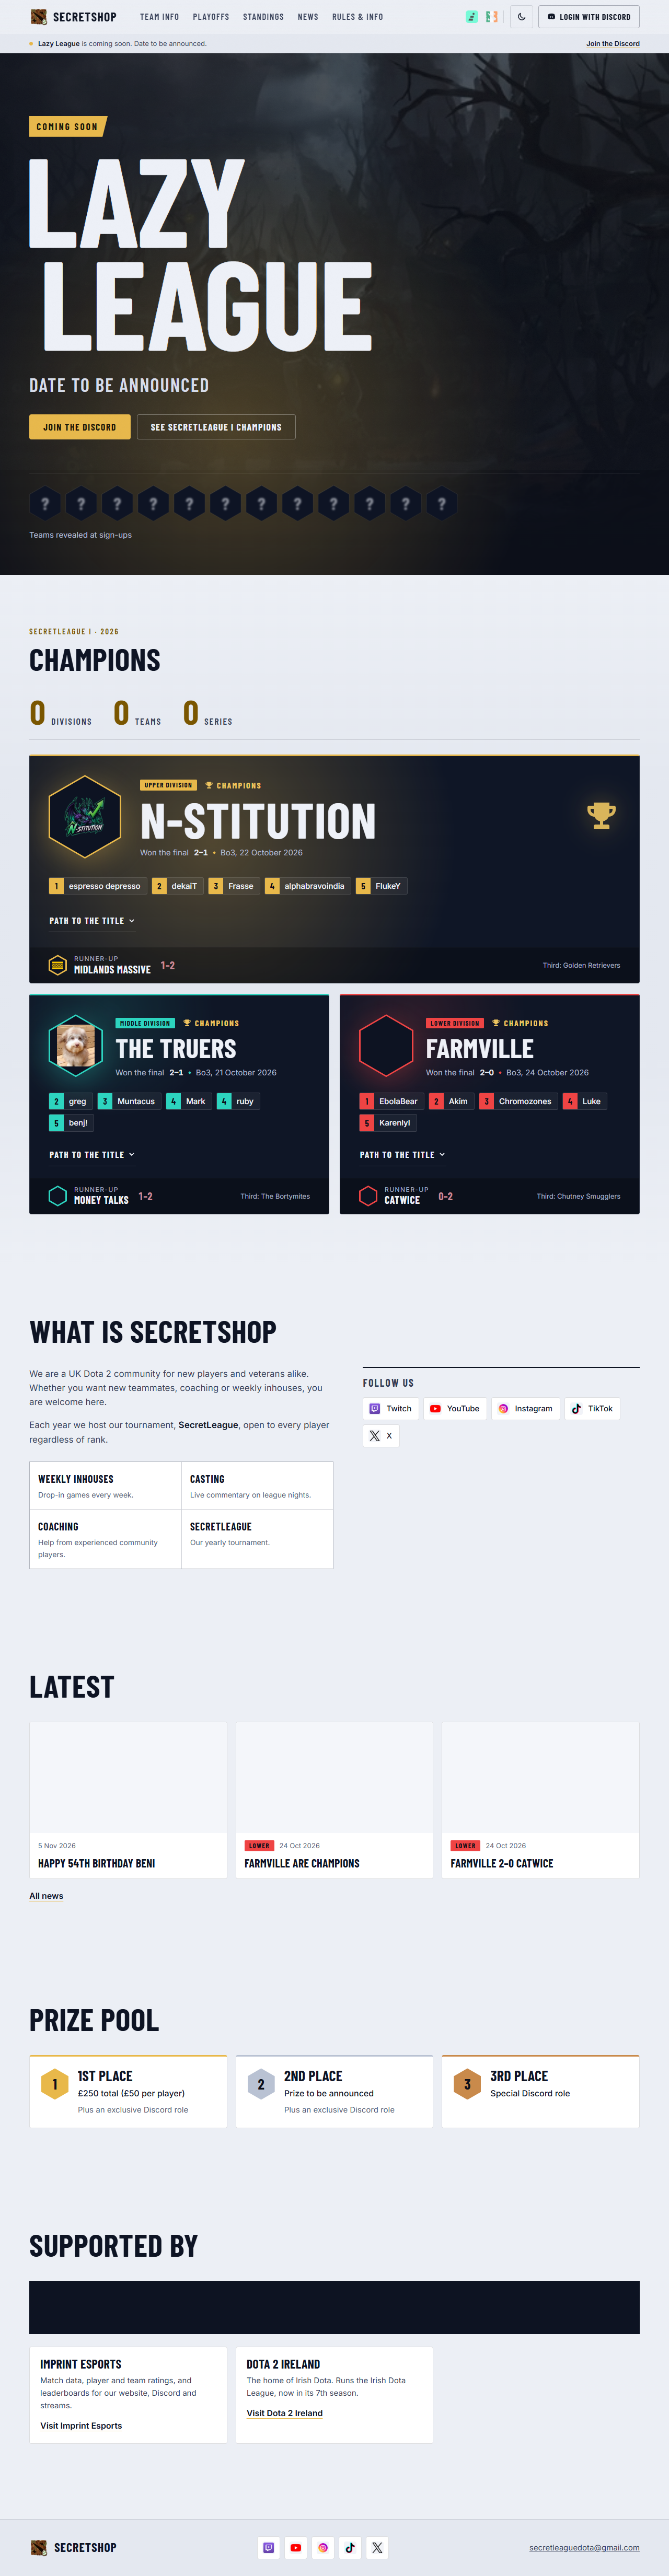 SECRETSHOP
TEAM INFO
PLAYOFFS
STANDINGS
NEWS
RULES & INFO
LOGIN WITH DISCORD
Lazy League is coming soon. Date to be announced.
Join the Discord
COMING SOON
LAZY
LEAGUE
DATE TO BE ANNOUNCED
JOIN THE DISCORD
SEE SECRETLEAGUE I CHAMPIONS
? ? ? ? ? ? ? ? ? ? ? ?
Teams revealed at sign-ups
SECRETLEAGUE I · 2026
CHAMPIONS
0 DIVISIONS
0 TEAMS
0 SERIES
UPPER DIVISION
CHAMPIONS
N-STITUTION
N-STITUTION
Won the final 2–1 • Bo3, 22 October 2026
1 espresso depresso
2 dekaiT
3 Frasse
4 alphabravoindia
5 FlukeY
PATH TO THE TITLE
RUNNER-UP
MIDLANDS MASSIVE 1-2
Third: Golden Retrievers
MIDDLE DIVISION
CHAMPIONS
THE TRUERS
Won the final 2–1 • Bo3, 21 October 2026
2 greg
3 Muntacus
4 Mark
4 ruby
5 benj!
PATH TO THE TITLE
RUNNER-UP
MONEY TALKS 1-2
Third: The Bortymites
LOWER DIVISION
CHAMPIONS
FARMVILLE
Won the final 2–0 • Bo3, 24 October 2026
1 EbolaBear
2 Akim
3 Chromozones
4 Luke
5 Karenlyl
PATH TO THE TITLE
RUNNER-UP
CATWICE 0-2
Third: Chutney Smugglers
WHAT IS SECRETSHOP
We are a UK Dota 2 community for new players and veterans alike.
Whether you want new teammates, coaching or weekly inhouses, you
are welcome here.
Each year we host our tournament, SecretLeague, open to every player
regardless of rank.
WEEKLY INHOUSES
Drop-in games every week.
CASTING
Live commentary on league nights.
COACHING
Help from experienced community
players.
SECRETLEAGUE
Our yearly tournament.
FOLLOW US
Twitch
YouTube
Instagram
TikTok
X
LATEST
5 Nov 2026
HAPPY 54TH BIRTHDAY BENI
LOWER 24 Oct 2026
FARMVILLE ARE CHAMPIONS
LOWER 24 Oct 2026
FARMVILLE 2–0 CATWICE
All news
PRIZE POOL
1
1ST PLACE
£250 total (£50 per player)
Plus an exclusive Discord role
2
2ND PLACE
Prize to be announced
Plus an exclusive Discord role
3
3RD PLACE
Special Discord role
SUPPORTED BY
IMPRINT ESPORTS
Match data, player and team ratings, and
leaderboards for our website, Discord and
streams.
Visit Imprint Esports
DOTA 2 IRELAND
The home of Irish Dota. Runs the Irish Dota
League, now in its 7th season.
Visit Dota 2 Ireland
SECRETSHOP
secretleaguedota@gmail.com